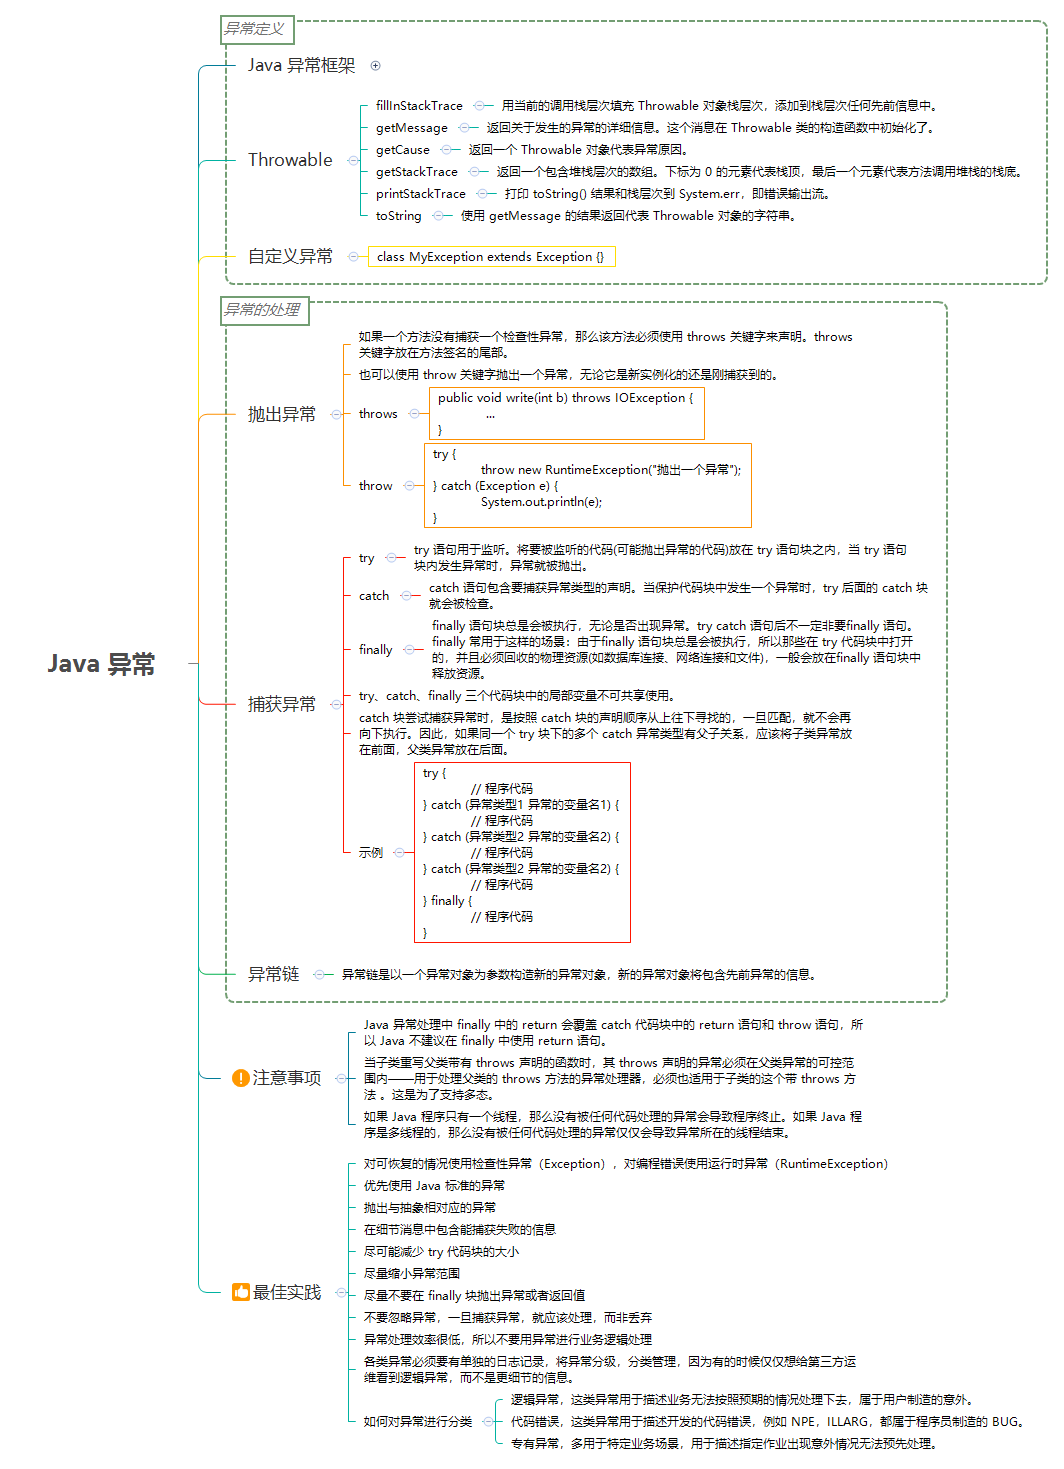 异常定义
Java 异常框架
Throwable
fillInStackTrace
用当前的调用栈层次填充 Throwable 对象栈层次，添加到栈层次任何先前信息中。
getMessage
返回关于发生的异常的详细信息。这个消息在 Throwable 类的构造函数中初始化了。
getCause
返回一个 Throwable 对象代表异常原因。
getStackTrace
返回一个包含堆栈层次的数组。下标为 0 的元素代表栈顶，最后一个元素代表方法调用堆栈的栈底。
printStackTrace
打印 toString() 结果和栈层次到 System.err，即错误输出流。
toString
使用 getMessage 的结果返回代表 Throwable 对象的字符串。
自定义异常
class MyException extends Exception {}
异常的处理
抛出异常
如果一个方法没有捕获一个检查性异常，那么该方法必须使用 throws 关键字来声明。throws
关键字放在方法签名的尾部。
也可以使用 throw 关键字抛出一个异常，无论它是新实例化的还是刚捕获到的。
throws
public void write(int b) throws IOException {
...
}
throw
try {
throw new RuntimeException("抛出一个异常");
} catch (Exception e) {
System.out.println(e);
}
Java 异常
捕获异常
try
try 语句用于监听。将要被监听的代码(可能抛出异常的代码)放在 try 语句块之内，当 try 语句
块内发生异常时，异常就被抛出。
catch
catch 语句包含要捕获异常类型的声明。当保护代码块中发生一个异常时，try 后面的 catch 块
就会被检查。
finally
finally 语句块总是会被执行，无论是否出现异常。try catch 语句后不一定非要finally 语句。
finally 常用于这样的场景：由于finally 语句块总是会被执行，所以那些在 try 代码块中打开
的，并且必须回收的物理资源(如数据库连接、网络连接和文件)，一般会放在finally 语句块中
释放资源。
try、catch、finally 三个代码块中的局部变量不可共享使用。
catch 块尝试捕获异常时，是按照 catch 块的声明顺序从上往下寻找的，一旦匹配，就不会再
向下执行。因此，如果同一个 try 块下的多个 catch 异常类型有父子关系，应该将子类异常放
在前面，父类异常放在后面。
示例
try {
// 程序代码
} catch (异常类型1 异常的变量名1) {
// 程序代码
} catch (异常类型2 异常的变量名2) {
// 程序代码
} catch (异常类型2 异常的变量名2) {
// 程序代码
} finally {
// 程序代码
}
异常链
异常链是以一个异常对象为参数构造新的异常对象，新的异常对象将包含先前异常的信息。
注意事项
Java 异常处理中 finally 中的 return 会覆盖 catch 代码块中的 return 语句和 throw 语句，所
以 Java 不建议在 finally 中使用 return 语句。
当子类重写父类带有 throws 声明的函数时，其 throws 声明的异常必须在父类异常的可控范
围内——用于处理父类的 throws 方法的异常处理器，必须也适用于子类的这个带 throws 方
法 。这是为了支持多态。
如果 Java 程序只有一个线程，那么没有被任何代码处理的异常会导致程序终止。如果 Java 程
序是多线程的，那么没有被任何代码处理的异常仅仅会导致异常所在的线程结束。
最佳实践
对可恢复的情况使用检查性异常（Exception），对编程错误使用运行时异常（RuntimeException）
优先使用 Java 标准的异常
抛出与抽象相对应的异常
在细节消息中包含能捕获失败的信息
尽可能减少 try 代码块的大小
尽量缩小异常范围
尽量不要在 finally 块抛出异常或者返回值
不要忽略异常，一旦捕获异常，就应该处理，而非丢弃
异常处理效率很低，所以不要用异常进行业务逻辑处理
各类异常必须要有单独的日志记录，将异常分级，分类管理，因为有的时候仅仅想给第三方运
维看到逻辑异常，而不是更细节的信息。
如何对异常进行分类
逻辑异常，这类异常用于描述业务无法按照预期的情况处理下去，属于用户制造的意外。
代码错误，这类异常用于描述开发的代码错误，例如 NPE，ILLARG，都属于程序员制造的 BUG。
专有异常，多用于特定业务场景，用于描述指定作业出现意外情况无法预先处理。